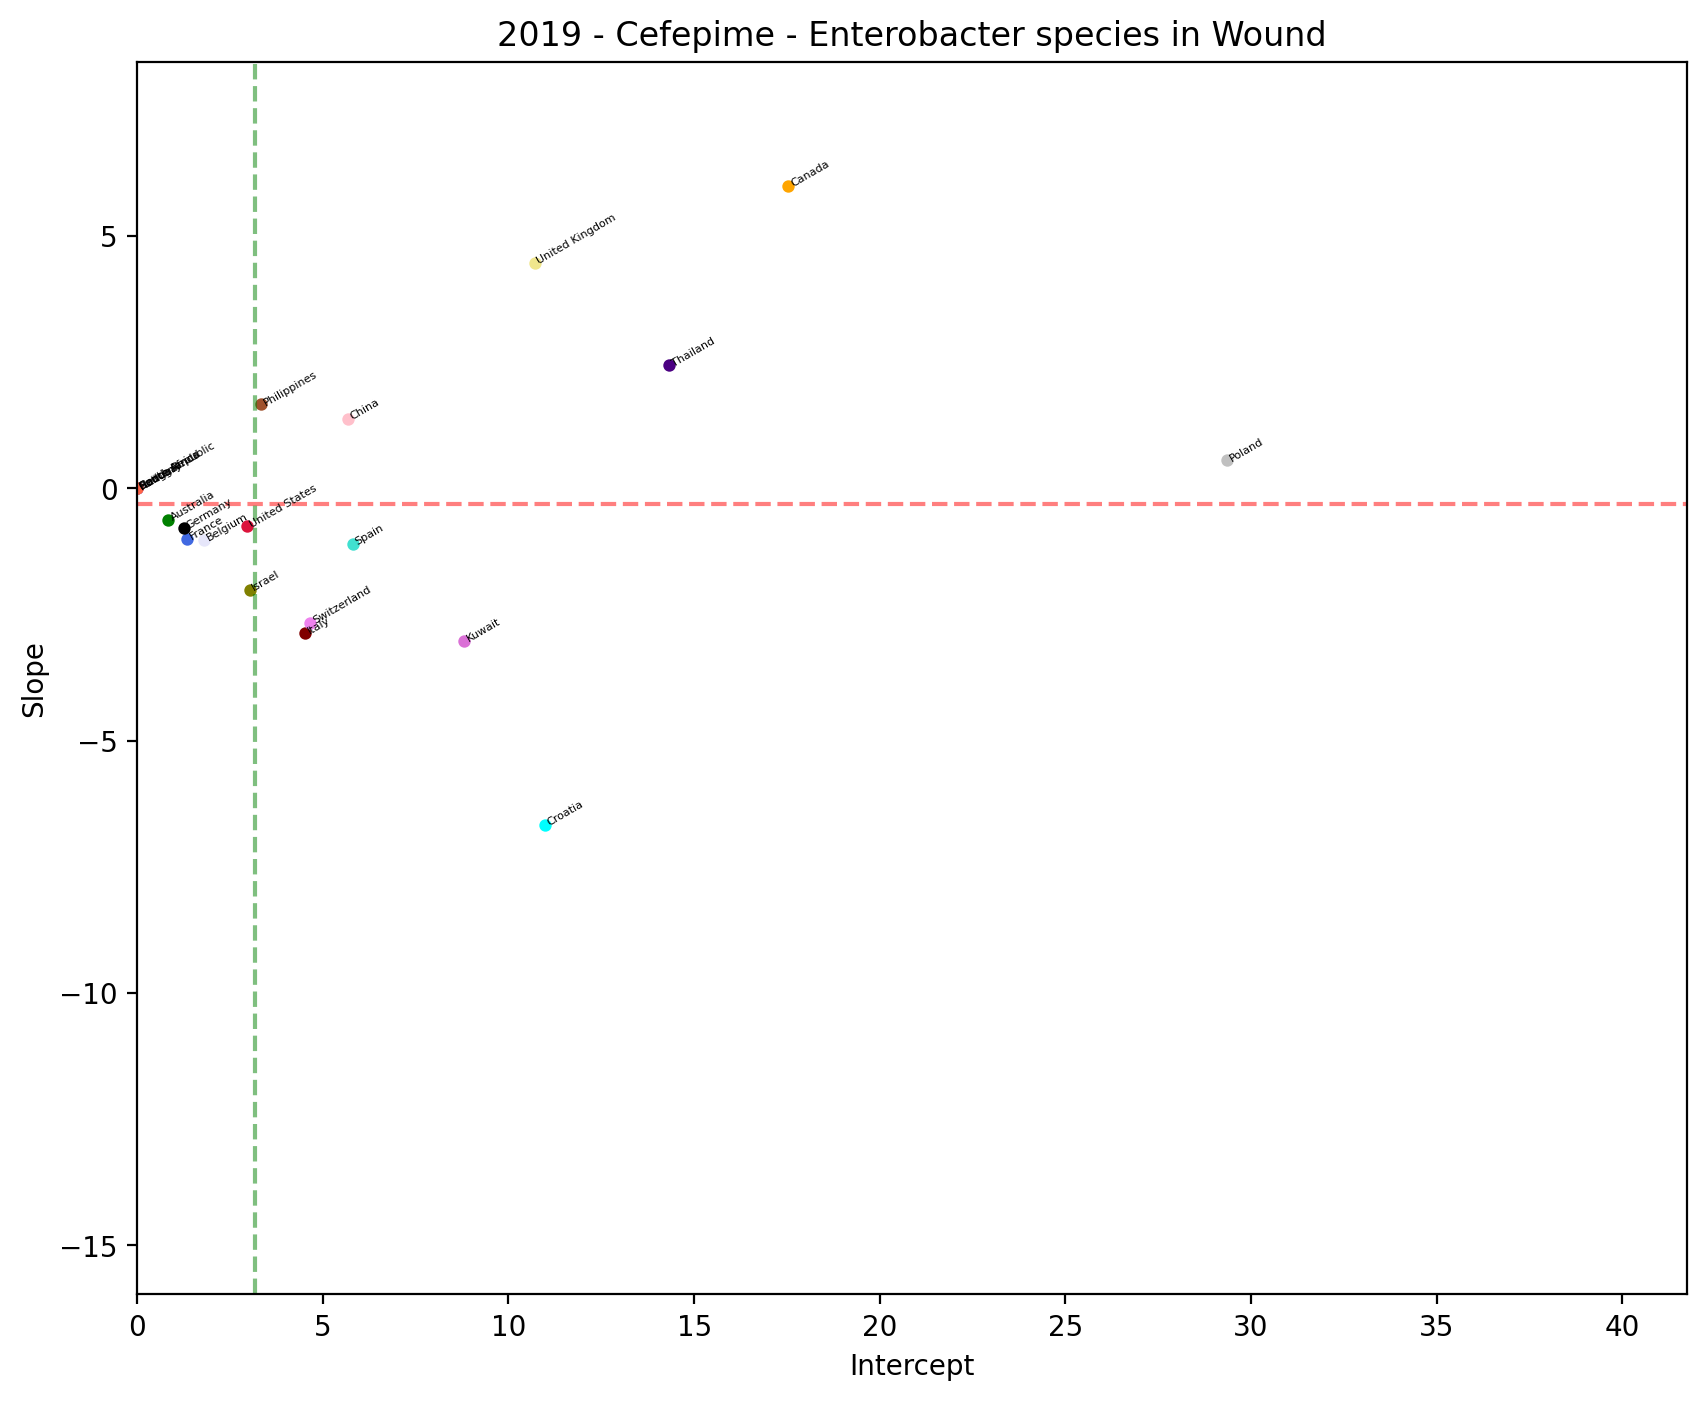 2019 - Cefepime - Enterobacter species in Wound
Canada
United Kingdom
Thailand
Philippines
China
Poland
Australia
Germany
France
Belgium
United States
Spain
Israel
Switzerland
Italy
Kuwait
Croatia
5
0
−5
−10
−15
Slope
0 5 10 15 20 25 30 35 40
Intercept